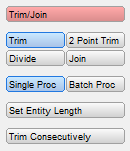 Trim/Join
Trim 2 Point Trim
Divide Join
Single Proc Batch Proc
Set Entity Length
Trim Consecutively